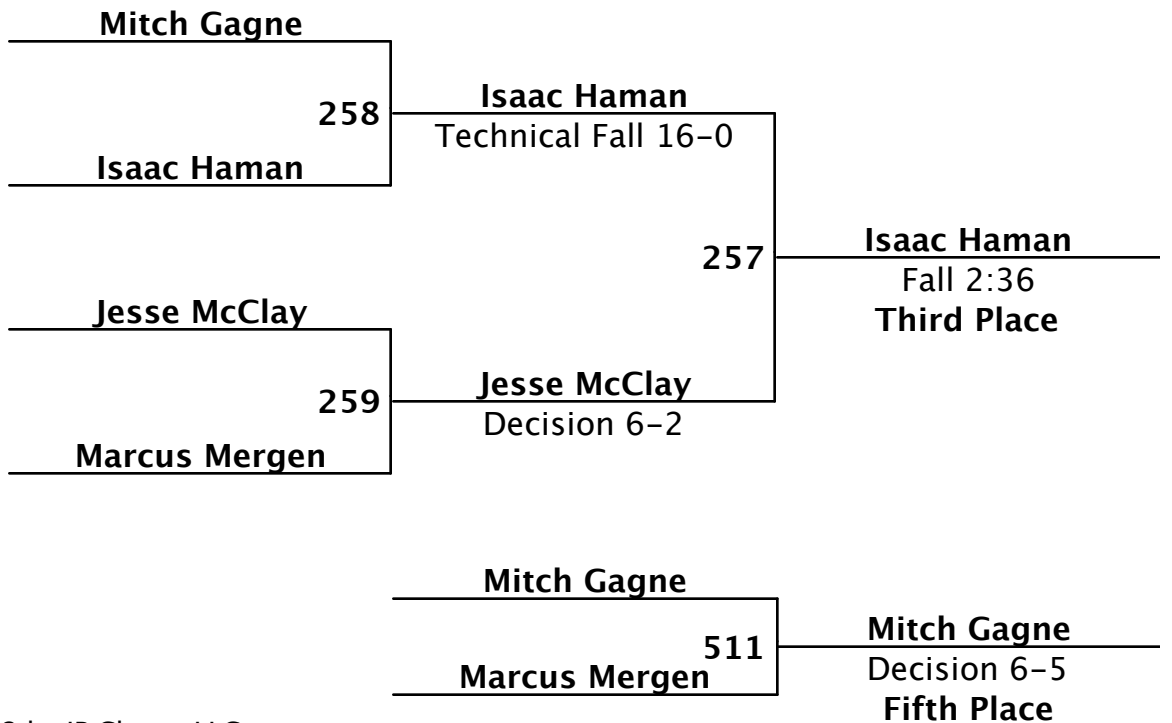 Mitch Gagne
258
Isaac Haman
Isaac Haman
Technical Fall 16-0
257
Isaac Haman
Fall 2:36
Third Place
Jesse McClay
259
Marcus Mergen
Jesse McClay
Decision 6-2
Mitch Gagne
511
Marcus Mergen
Mitch Gagne
Decision 6-5
Fifth Place